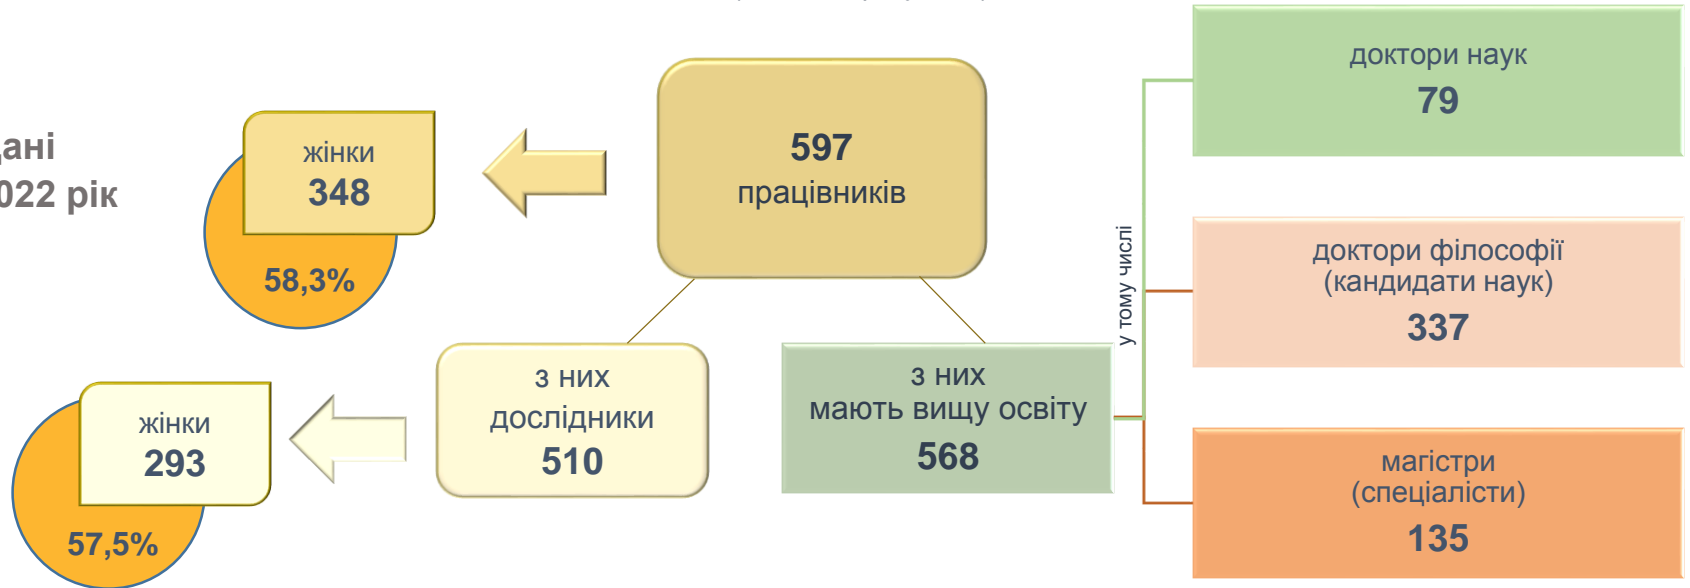 дані
022 рік
жінки
348
58,3%
597
працівників
жінки
293
57,5%
з них
дослідники
510
з них
мають вищу освіту
568
у тому числі
доктори наук
79
доктори філософії
(кандидати наук)
337
магістри
(спеціалісти)
135